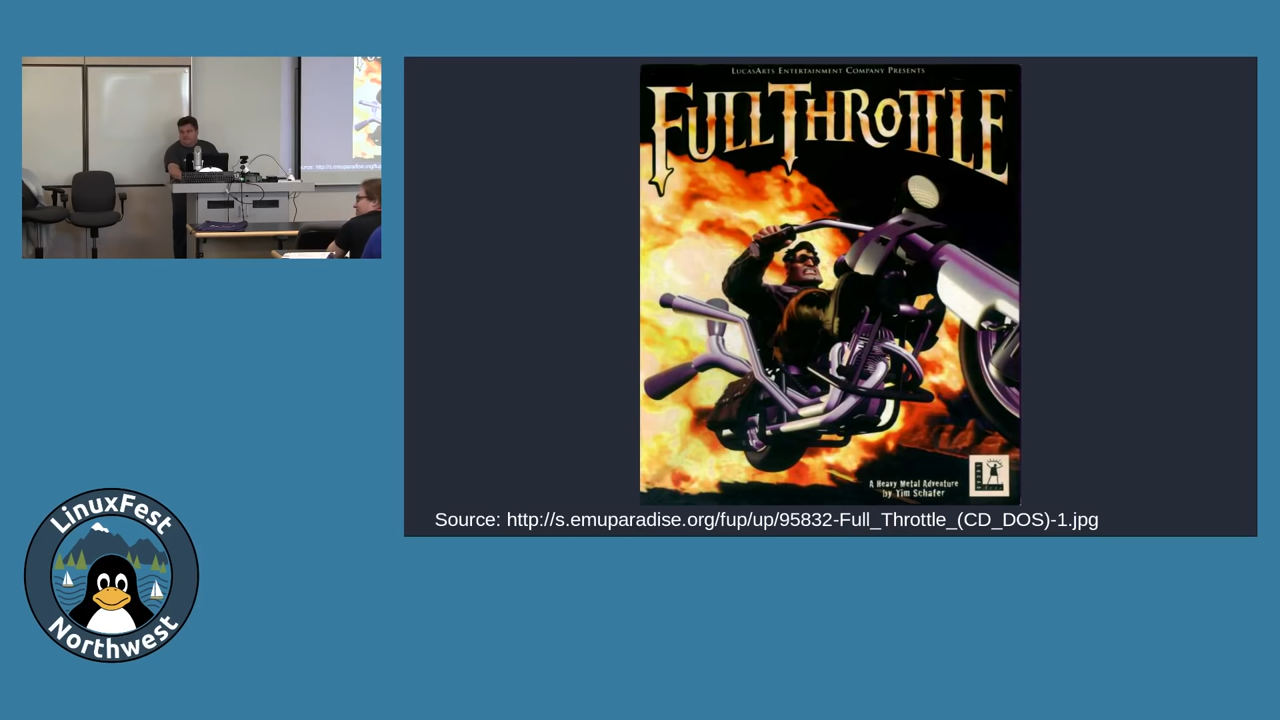 LucasArts Entertainment Company Presents
Full Throttle
A Heavy Metal Adventure
by Tim Schafer
Source: http://s.emuparadise.org/fup/up/95832-Full_Throttle_(CD_DOS)-1.jpg
LinuxFest
Northwest